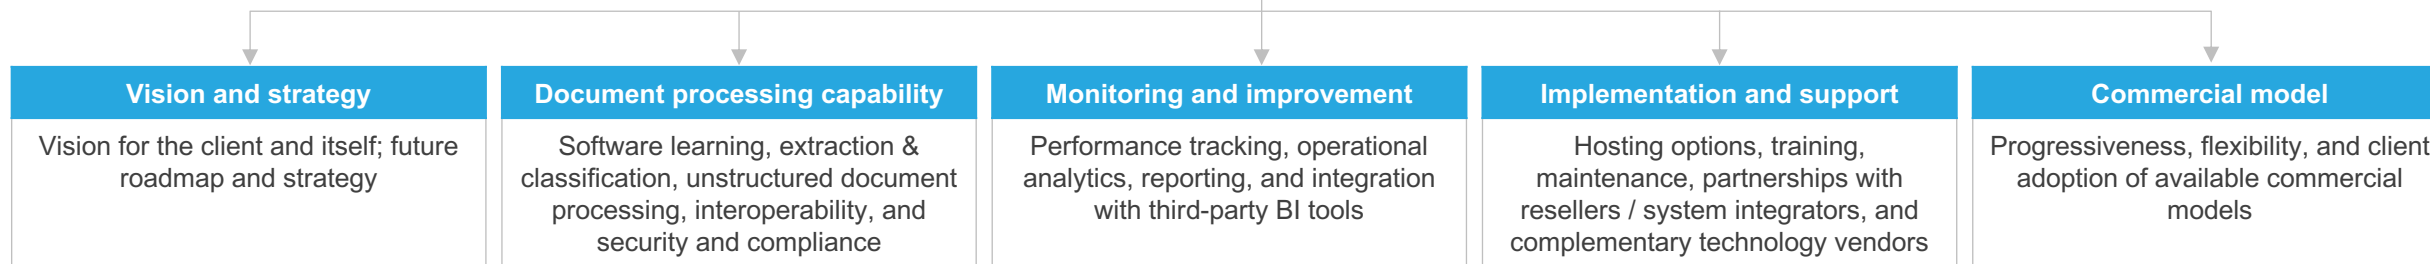 Vision and strategy
Vision for the client and itself; future
roadmap and strategy
Document processing capability
Software learning, extraction &
classification, unstructured document
processing, interoperability, and
security and compliance
Monitoring and improvement
Performance tracking, operational
analytics, reporting, and integration
with third-party BI tools
Implementation and support
Hosting options, training,
maintenance, partnerships with
resellers / system integrators, and
complementary technology vendors
Commercial model
Progressiveness, flexibility, and client
adoption of available commercial
models